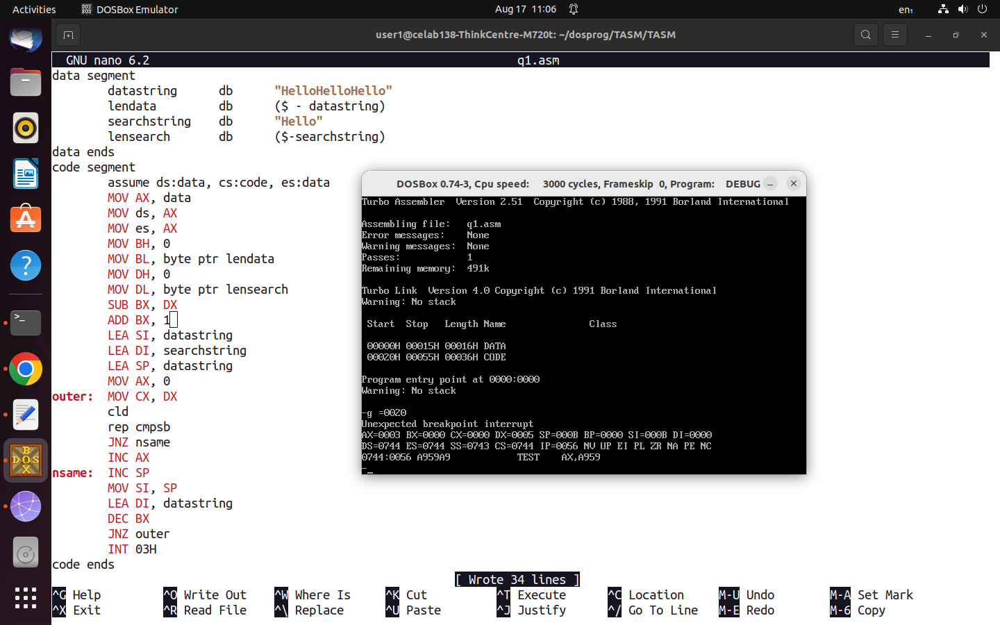 Activities DOSBox Emulator Aug 17 11:06 en₁
user1@celab138-ThinkCentre-M720t: ~/dosprog/TASM/TASM
GNU nano 6.2 q1.asm
data segment
datastring db "HelloHelloHello"
lendata db ($ - datastring)
searchstring db "Hello"
lensearch db ($-searchstring)
data ends
code segment
assume ds:data, cs:code, es:data
MOV AX, data
MOV ds, AX
MOV es, AX
MOV BH, 0
MOV BL, byte ptr lendata
MOV DH, 0
MOV DL, byte ptr lensearch
SUB BX, DX
ADD BX, 1
LEA SI, datastring
LEA DI, searchstring
LEA SP, datastring
MOV AX, 0
outer: MOV CX, DX
cld
rep cmpsb
JNZ nsame
INC AX
nsame: INC SP
MOV SI, SP
LEA DI, datastring
DEC BX
JNZ outer
INT 03H
code ends
[ Wrote 34 lines ]
^G Help ^O Write Out ^W Where Is ^K Cut ^T Execute ^C Location M-U Undo M-A Set Mark
^X Exit ^R Read File ^\ Replace ^U Paste ^J Justify ^/ Go To Line M-E Redo M-6 Copy
DOSBox 0.74-3, Cpu speed: 3000 cycles, Frameskip 0, Program: DEBUG
Turbo Assembler Version 2.51 Copyright (c) 1988, 1991 Borland International
Assembling file: q1.asm
Error messages: None
Warning messages: None
Passes: 1
Remaining memory: 491k
Turbo Link Version 4.0 Copyright (c) 1991 Borland International
Warning: No stack
Start Stop Length Name Class
00000H 00015H 00016H DATA
00020H 00055H 00036H CODE
Program entry point at 0000:0000
Warning: No stack
-g =0020
Unexpected breakpoint interrupt
AX=0003 BX=0000 CX=0000 DX=0005 SP=000B BP=0000 SI=000B DI=0000
DS=0744 ES=0744 SS=0743 CS=0744 IP=0056 NV UP EI PL ZR NA PE NC
0744:0056 A959A9 TEST AX,A959
-_
DOS BOX